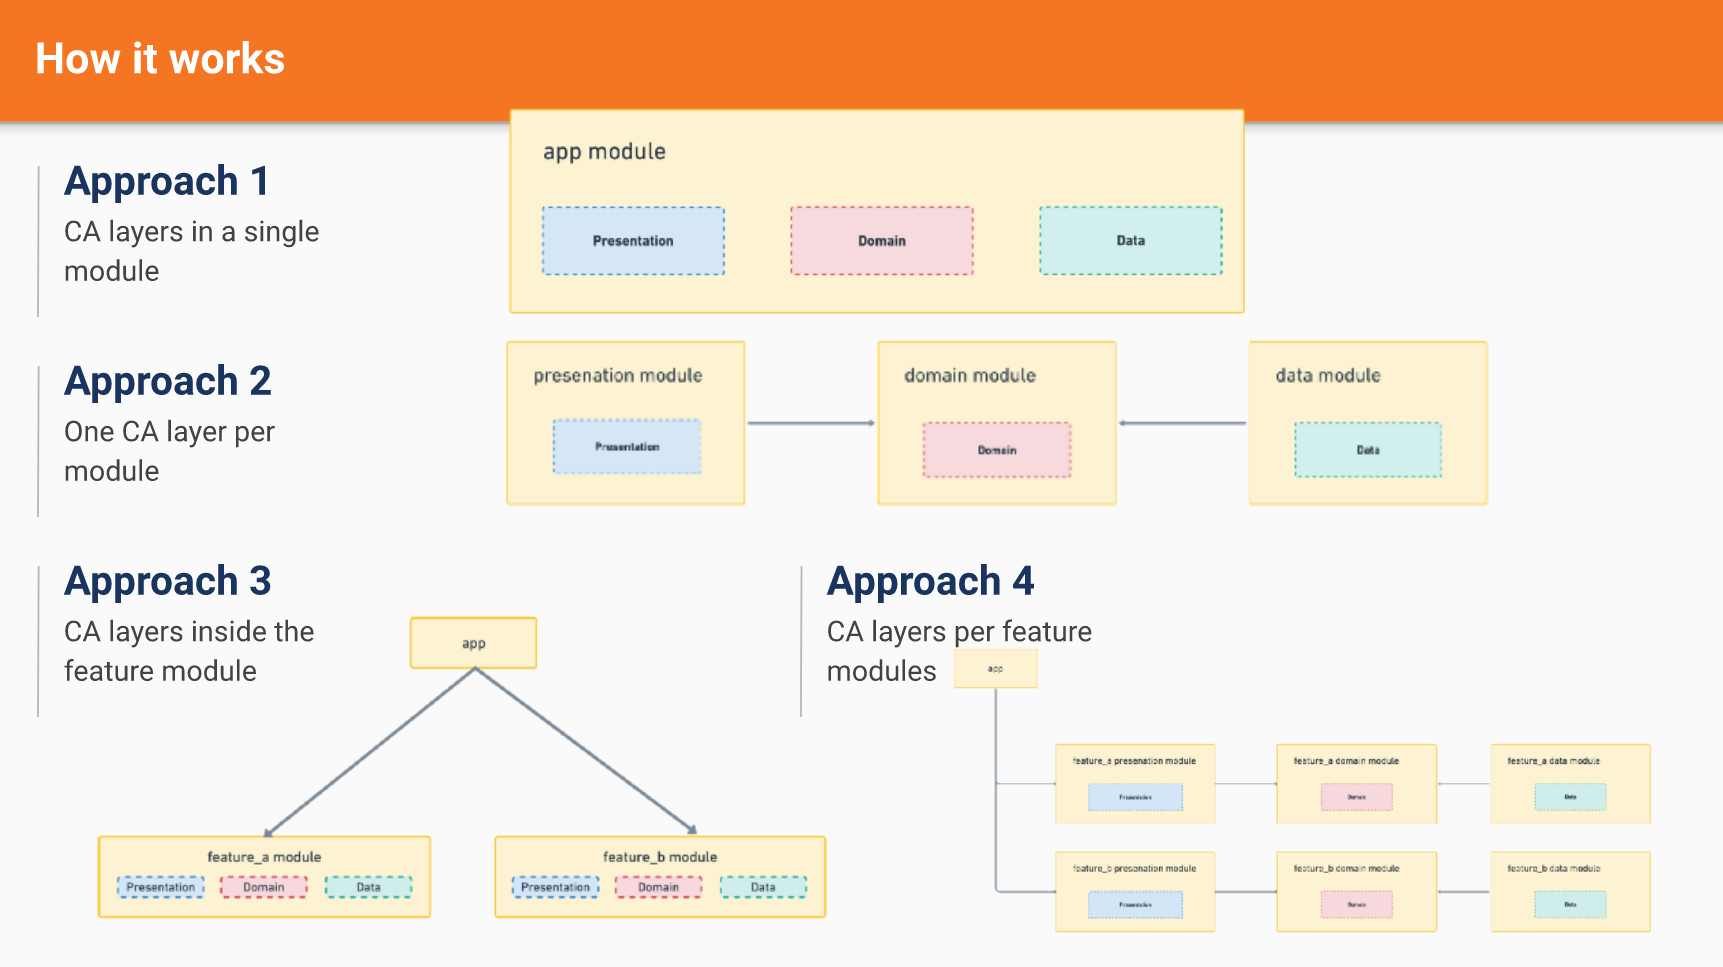 How it works
Approach 1
CA layers in a single
module
app module
Presentation
Domain
Data
Approach 2
One CA layer per
module
presenation module
Presentation
domain module
Domain
data module
Data
Approach 3
CA layers inside the
feature module
app
feature_a module
Presentation
Domain
Data
feature_b module
Presentation
Domain
Data
Approach 4
CA layers per feature
modules
app
feature_a presenation module
Presentation
feature_a domain module
Domain
feature_a data module
Data
feature_b presenation module
Presentation
feature_b domain module
Domain
feature_b data module
Data